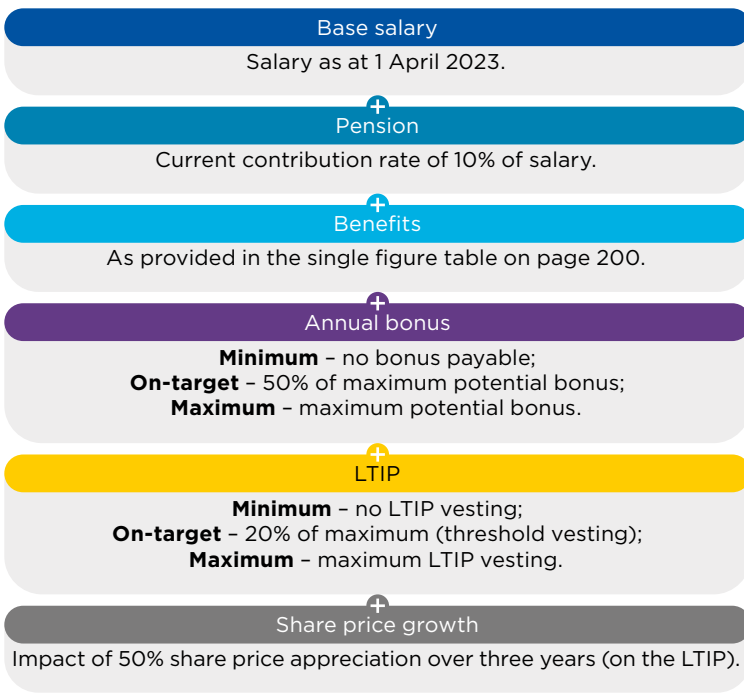 Base salary
Salary as at 1 April 2023.
+
Pension
Current contribution rate of 10% of salary.
+
Benefits
As provided in the single figure table on page 200.
+
Annual bonus
Minimum – no bonus payable;
On-target – 50% of maximum potential bonus;
Maximum – maximum potential bonus.
+
LTIP
Minimum – no LTIP vesting;
On-target – 20% of maximum (threshold vesting);
Maximum – maximum LTIP vesting.
+
Share price growth
Impact of 50% share price appreciation over three years (on the LTIP).